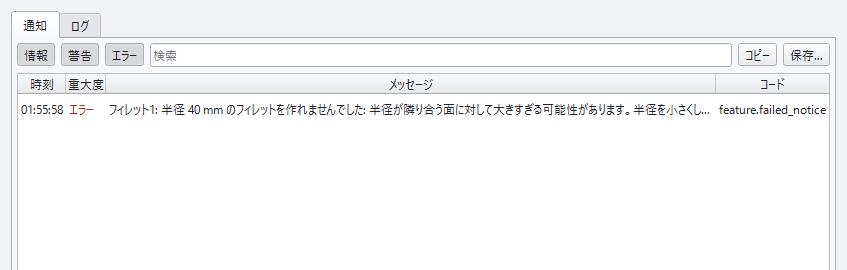 通知 ログ
情報 警告 エラー 検索 コピー 保存...
時刻 重大度 メッセージ コード
01:55:58 エラー フィレット1: 半径 40 mm のフィレットを作れませんでした: 半径が隣り合う面に対して大きすぎる可能性があります。半径を小さくし... feature.failed_notice